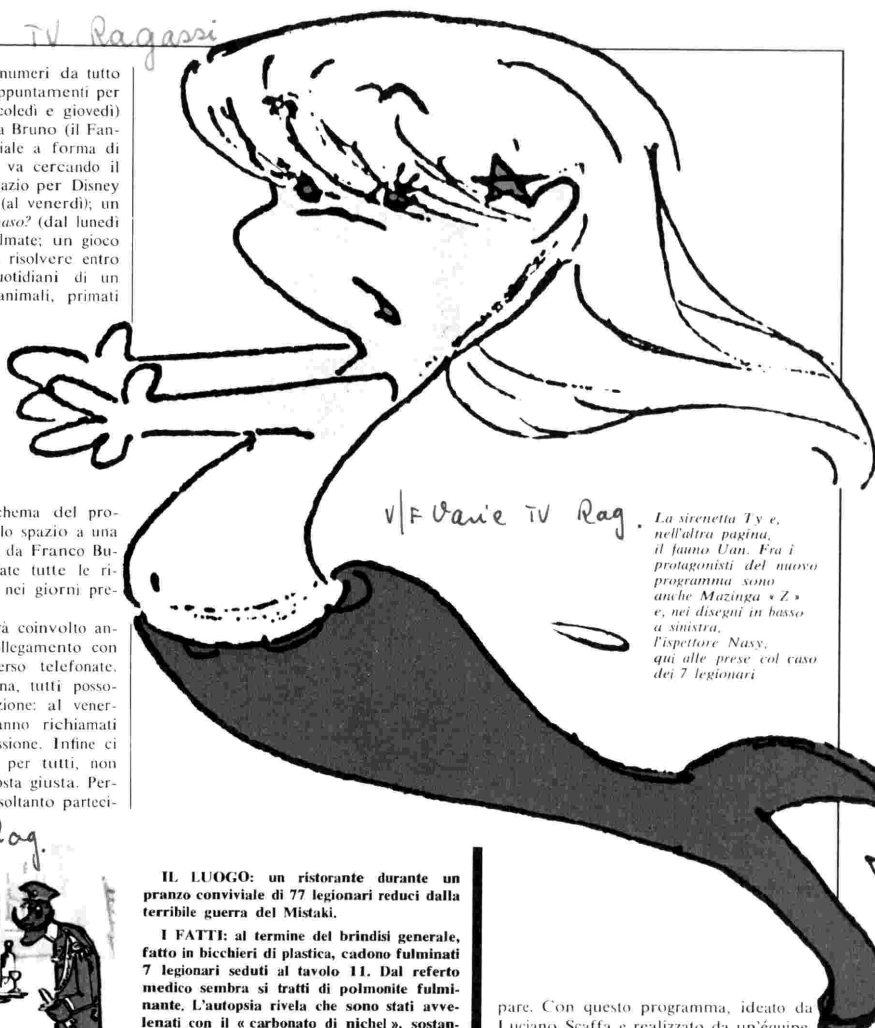 TV Ragassi
numeri da tutto
ppuntamenti per
coledì e giovedì)
a Bruno (il Fan-
iale a forma di
va cercando il
azio per Disney
(al venerdì); un
aso? (dal lunedì
lmate; un gioco
risolvere entro
uotidiani di un
animali, primati
chema del pro-
lo spazio a una
da Franco Bu-
ate tutte le ri-
nei giorni pre-
rà coinvolto an-
llegamento con
erso telefonate.
na, tutti posso-
zione: al vener-
anno richiamati
ssione. Infine ci
per tutti, non
osta giusta. Per-
soltanto parteci-
V/F Varie TV Rag.
La sirenetta Ty e,
nell'altra pagina,
il fauno Uan. Fra i
protagonisti del nuovo
programma sono
anche Mazinga « Z »
e, nei disegni in basso
a sinistra,
l'ispettore Nasy,
qui alle prese col caso
dei 7 legionari
Rag.
IL LUOGO: un ristorante durante un
pranzo conviviale di 77 legionari reduci dalla
terribile guerra del Mistaki.
I FATTI: al termine del brindisi generale,
fatto in bicchieri di plastica, cadono fulminati
7 legionari seduti al tavolo 11. Dal referto
medico sembra si tratti di polmonite fulmi-
nante. L'autopsia rivela che sono stati avve-
lenati con il « carbonato di nichel », sostan-
pare. Con questo programma, ideato da
Luciano Scaffa e realizzato da un'équipe